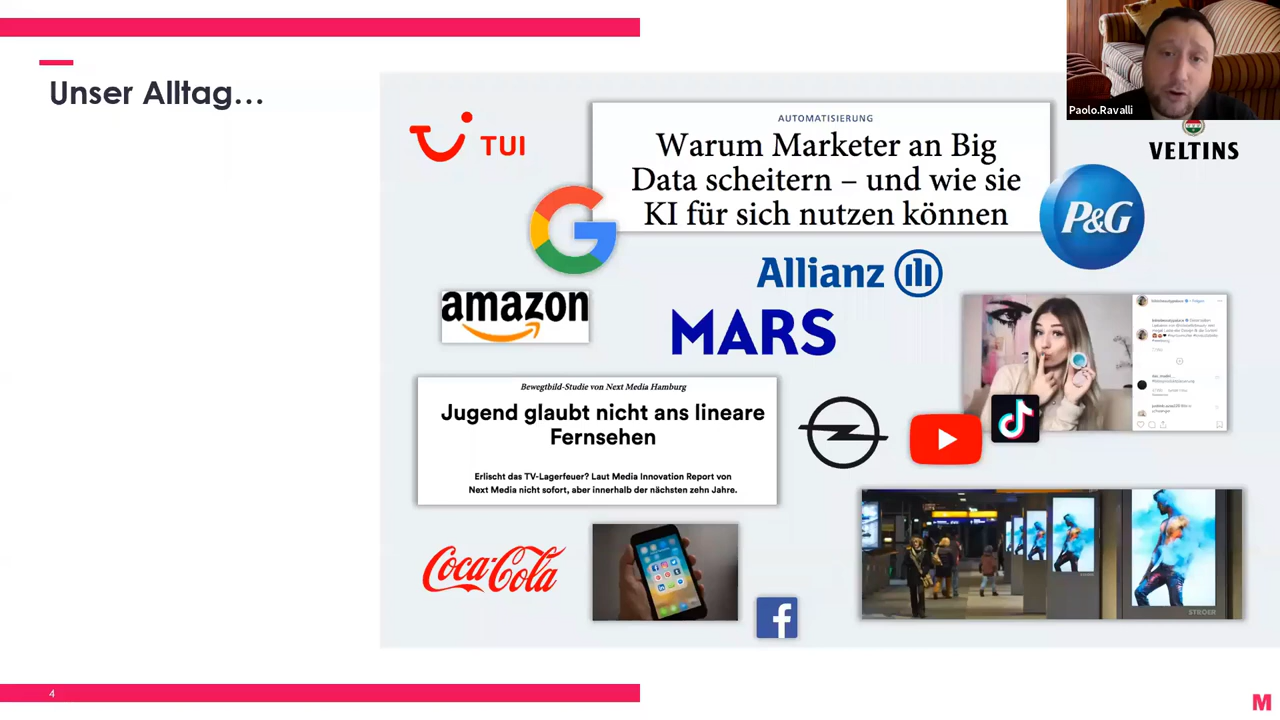 Unser Alltag…
Paolo.Ravalli
TUI
AUTOMATISIERUNG
Warum Marketer an Big
Data scheitern – und wie sie
KI für sich nutzen können
VELTINS
P&G
Allianz
amazon
MARS
Bewegtbild-Studie von Next Media Hamburg
Jugend glaubt nicht ans lineare
Fernsehen
Erlischt das TV-Lagerfeuer? Laut Media Innovation Report von
Next Media nicht sofort, aber innerhalb der nächsten zehn Jahre.
Coca-Cola
STRÖER
4
M